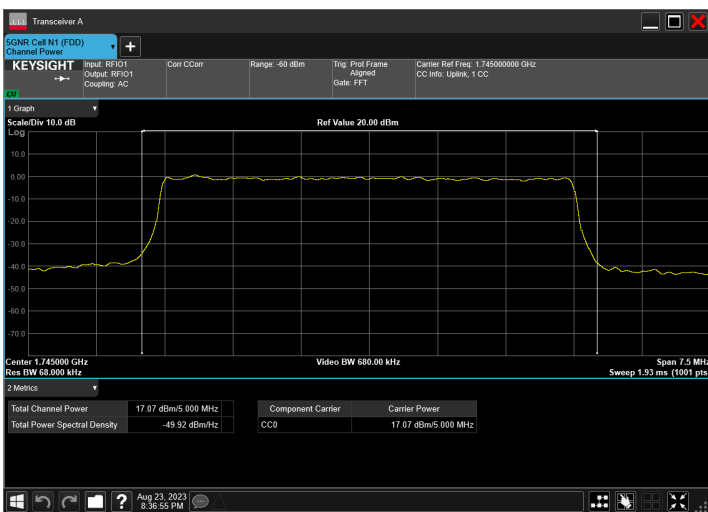 Transceiver A
5GNR Cell N1 (FDD)
Channel Power
KEYSIGHT
LXI
Input: RFIO1
Output: RFIO1
Coupling: AC
Corr CCorr
Range: -60 dBm
Trig: Prot Frame
Aligned
Gate: FFT
Carrier Ref Freq: 1.745000000 GHz
CC Info: Uplink, 1 CC
1 Graph
Scale/Div 10.0 dB
Ref Value 20.00 dBm
Log
10.0
0.00
-10.0
-20.0
-30.0
-40.0
-60.0
-70.0
Center 1.745000 GHz
Video BW 680.00 kHz
Span 7.5 MHz
Res BW 68.000 kHz
Sweep 1.93 ms (1001 pts
2 Metrics
Total Channel Power 17.07 dBm/5.000 MHz
Total Power Spectral Density -49.92 dBm/Hz
Component Carrier Carrier Power
CC0 17.07 dBm/5.000 MHz
?
Aug 23, 2023
8:36:55 PM